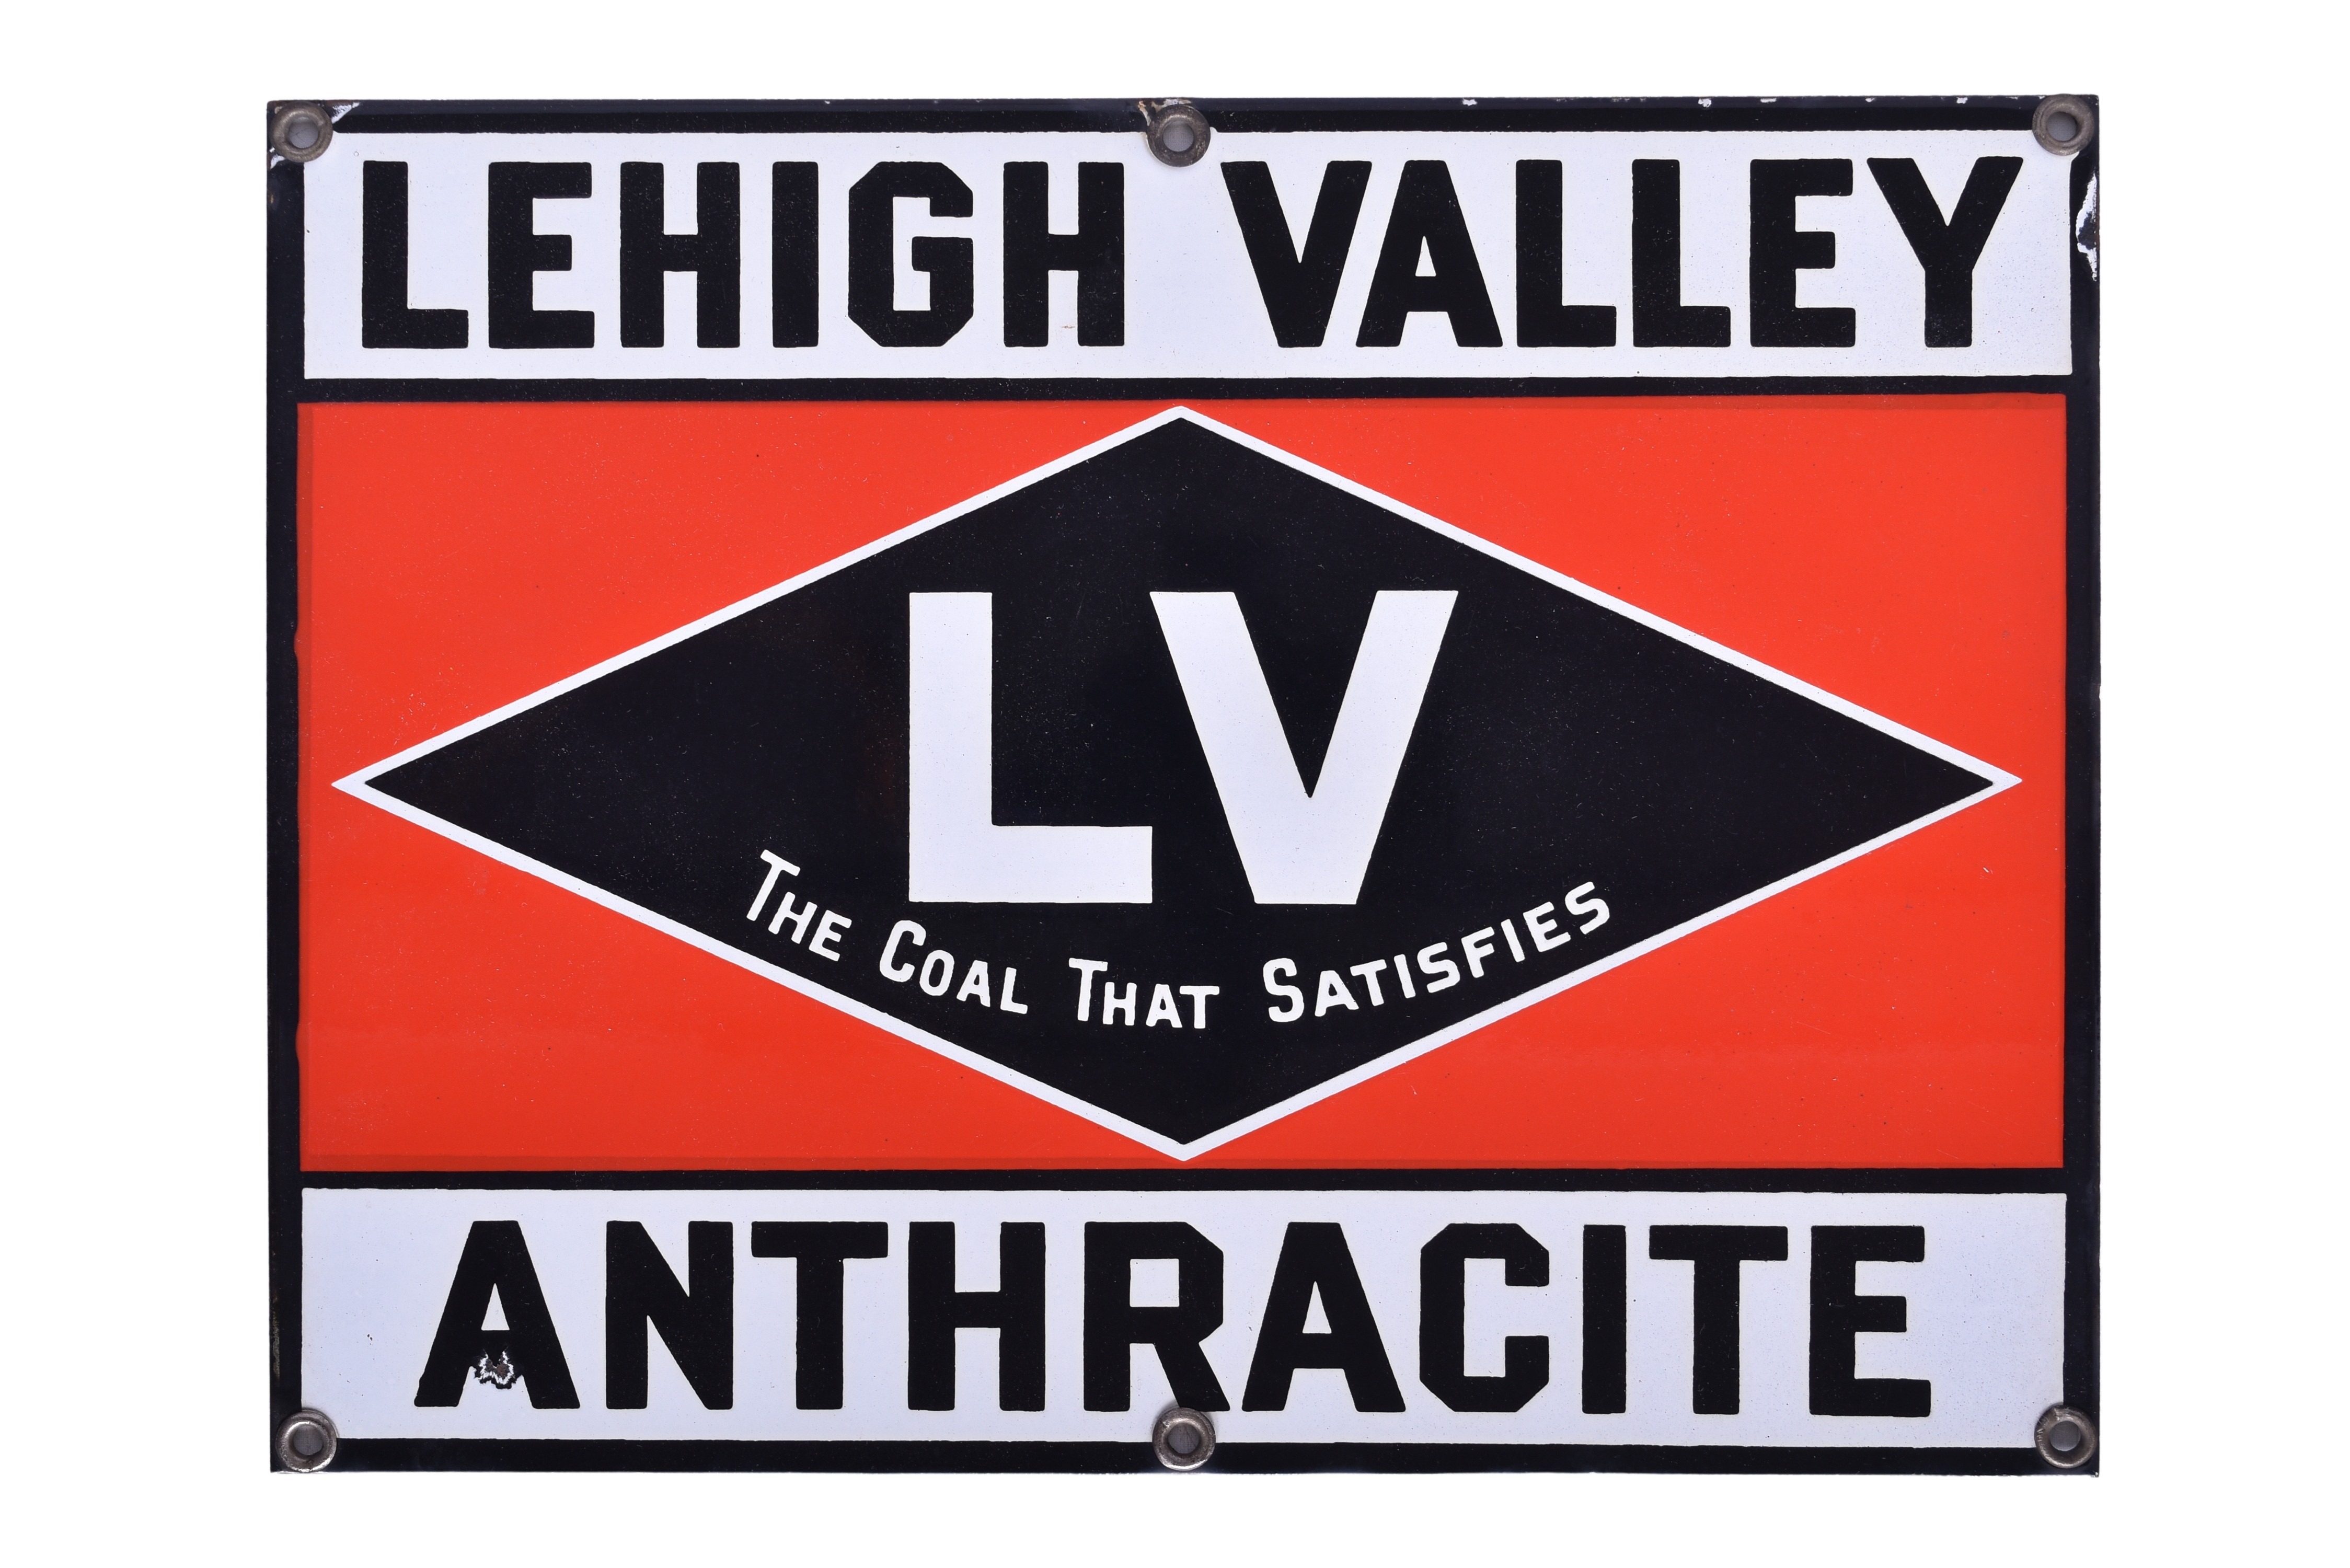 LEHIGH VALLEY
LV
THE COAL THAT SATISFIES
ANTHRACITE